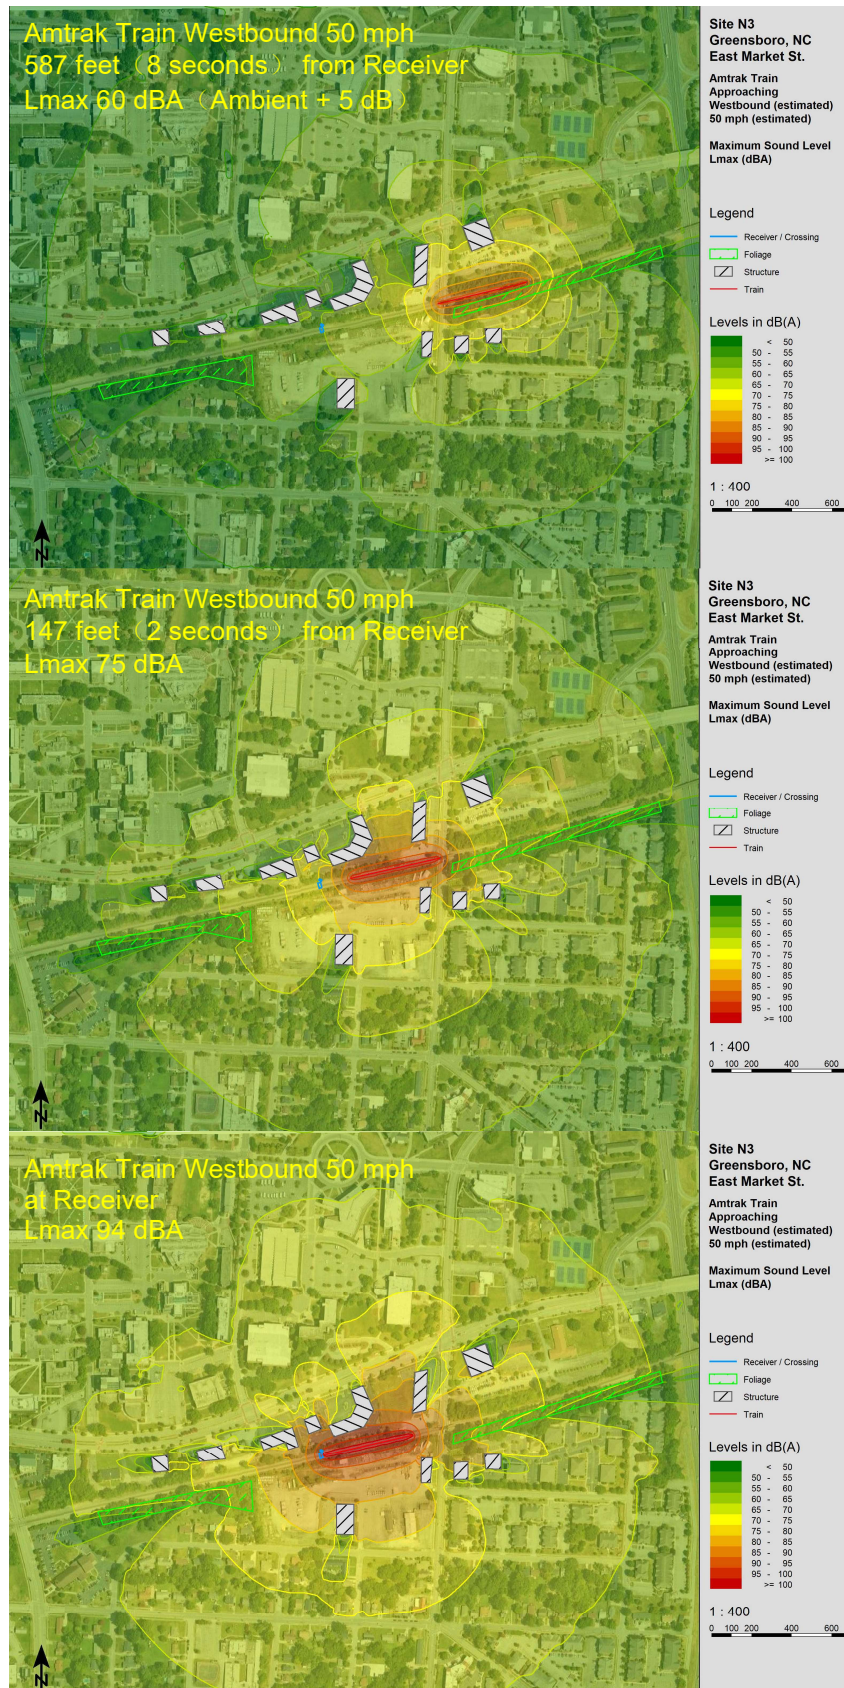 Amtrak Train Westbound 50 mph
587 feet (8 seconds) from Receiver
Lmax 60 dBA (Ambient + 5 dB)
Site N3
Greensboro, NC
East Market St.
Amtrak Train
Approaching
Westbound (estimated)
50 mph (estimated)
Maximum Sound Level
Lmax (dBA)
Legend
Receiver / Crossing
Foliage
Structure
Train
Levels in dB(A)
< 50
50 - 55
55 - 60
60 - 65
65 - 70
70 - 75
75 - 80
80 - 85
85 - 90
90 - 95
95 - 100
>= 100
1 : 400
0 100 200 400 600
N
Amtrak Train Westbound 50 mph
147 feet (2 seconds) from Receiver
Lmax 75 dBA
Site N3
Greensboro, NC
East Market St.
Amtrak Train
Approaching
Westbound (estimated)
50 mph (estimated)
Maximum Sound Level
Lmax (dBA)
Legend
Receiver / Crossing
Foliage
Structure
Train
Levels in dB(A)
< 50
50 - 55
55 - 60
60 - 65
65 - 70
70 - 75
75 - 80
80 - 85
85 - 90
90 - 95
95 - 100
>= 100
1 : 400
0 100 200 400 600
N
Amtrak Train Westbound 50 mph
at Receiver
Lmax 94 dBA
Site N3
Greensboro, NC
East Market St.
Amtrak Train
Approaching
Westbound (estimated)
50 mph (estimated)
Maximum Sound Level
Lmax (dBA)
Legend
Receiver / Crossing
Foliage
Structure
Train
Levels in dB(A)
< 50
50 - 55
55 - 60
60 - 65
65 - 70
70 - 75
75 - 80
80 - 85
85 - 90
90 - 95
95 - 100
>= 100
1 : 400
0 100 200 400 600
N